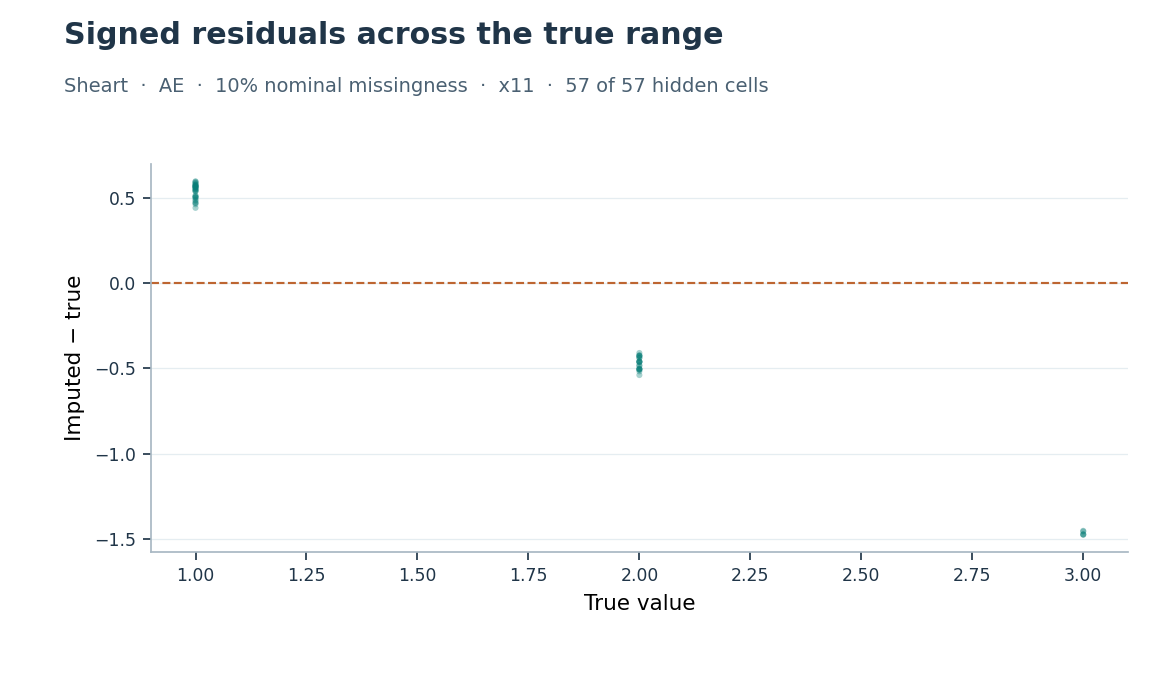 Signed residuals across the true range
Sheart · AE · 10% nominal missingness · x11 · 57 of 57 hidden cells
Imputed − true
0.5
0.0
−0.5
−1.0
−1.5
1.00 1.25 1.50 1.75 2.00 2.25 2.50 2.75 3.00
True value